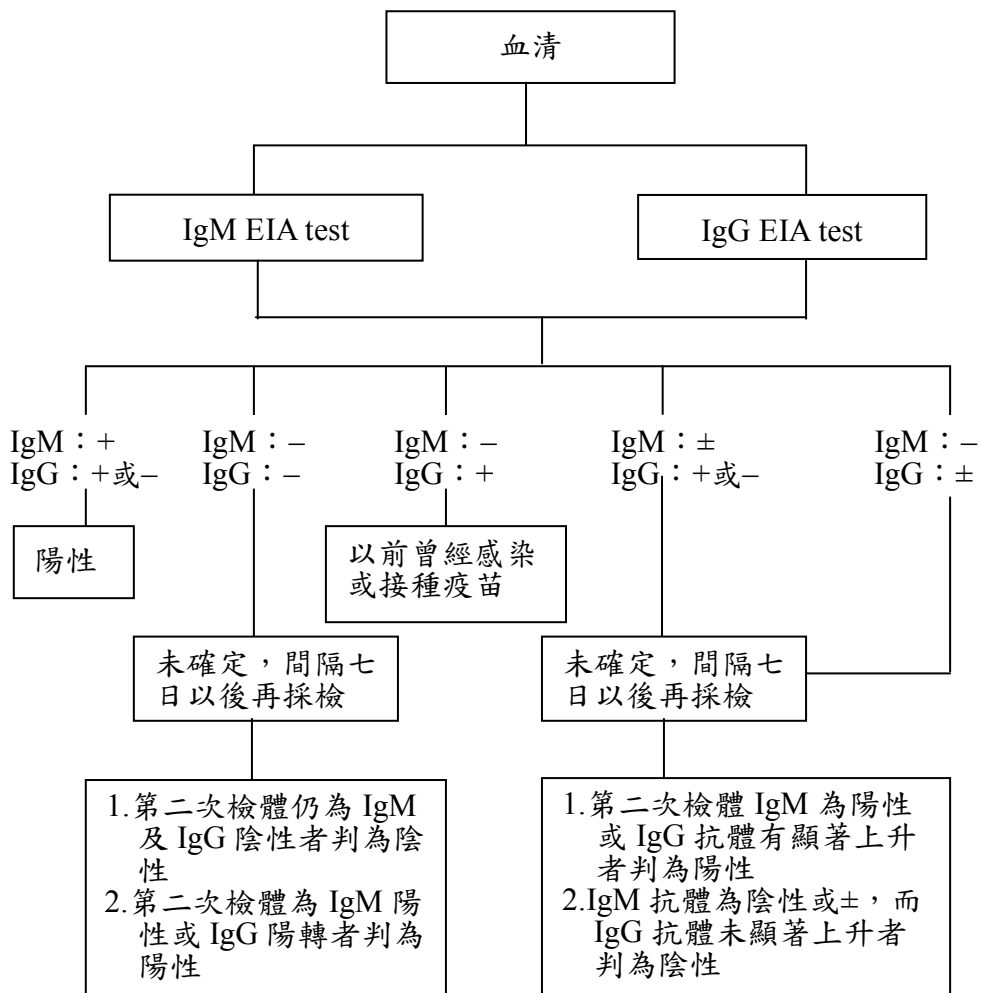 血清
IgM EIA test
IgG EIA test
IgM：+
IgG：+或–
IgM：–
IgG：–
IgM：–
IgG：+
IgM：±
IgG：+或–
IgM：–
IgG：±
陽性
以前曾經感染
或接種疫苗
未確定，間隔七
日以後再採檢
未確定，間隔七
日以後再採檢
1.第二次檢體仍為 IgM
及 IgG 陰性者判為陰
性
2.第二次檢體為 IgM 陽
性或 IgG 陽轉者判為
陽性
1.第二次檢體 IgM 為陽性
或 IgG 抗體有顯著上升
者判為陽性
2.IgM 抗體為陰性或±，而
IgG 抗體未顯著上升者
判為陰性